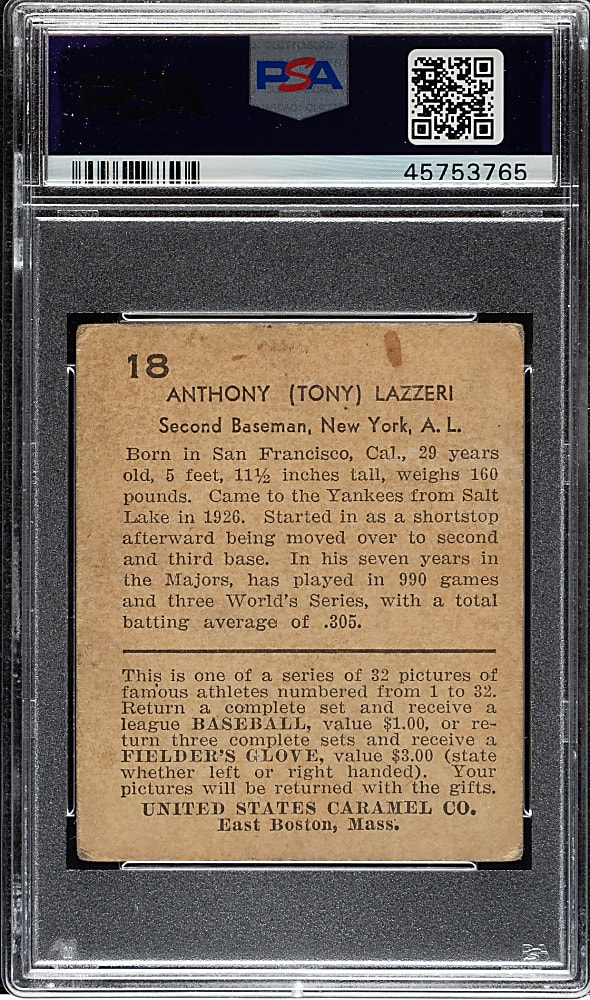 PSA
45753765
18
ANTHONY (TONY) LAZZERI
Second Baseman, New York, A. L.
Born in San Francisco, Cal., 29 years
old, 5 feet, 11½ inches tall, weighs 160
pounds. Came to the Yankees from Salt
Lake in 1926. Started in as a shortstop
afterward being moved over to second
and third base. In his seven years in
the Majors, has played in 990 games
and three World's Series, with a total
batting average of .305.
This is one of a series of 32 pictures of
famous athletes numbered from 1 to 32.
Return a complete set and receive a
league BASEBALL, value $1.00, or re-
turn three complete sets and receive a
FIELDER'S GLOVE, value $3.00 (state
whether left or right handed). Your
pictures will be returned with the gifts.
UNITED STATES CARAMEL CO.
East Boston, Mass.